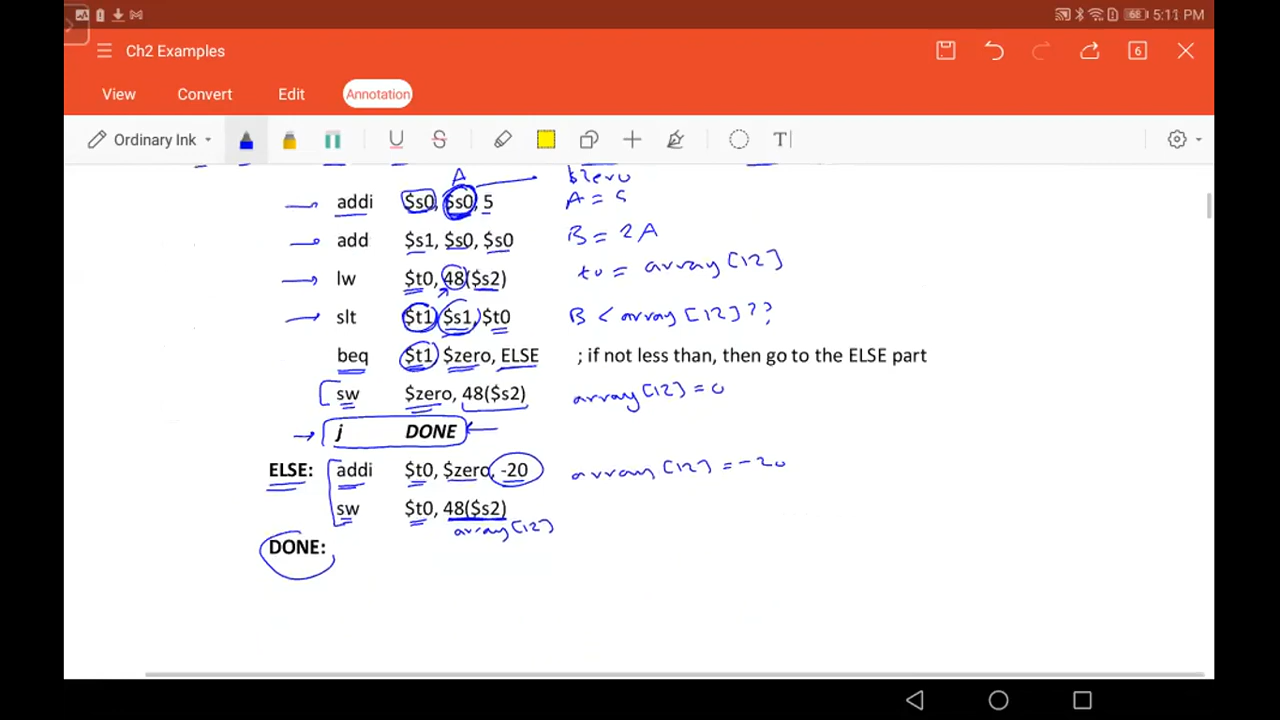 68 5:11 PM
Ch2 Examples
6
View Convert Edit Annotation
Ordinary Ink U S T
A $zero
addi $s0, $s0, 5 A = 5
add $s1, $s0, $s0 B = 2A
lw $t0, 48($s2) t0 = array[12]
slt $t1, $s1, $t0 B < array[12]??
beq $t1, $zero, ELSE ; if not less than, then go to the ELSE part
sw $zero, 48($s2) array[12] = 0
j DONE
ELSE: addi $t0, $zero, -20 array[12] = -20
sw $t0, 48($s2)
array[12]
DONE: